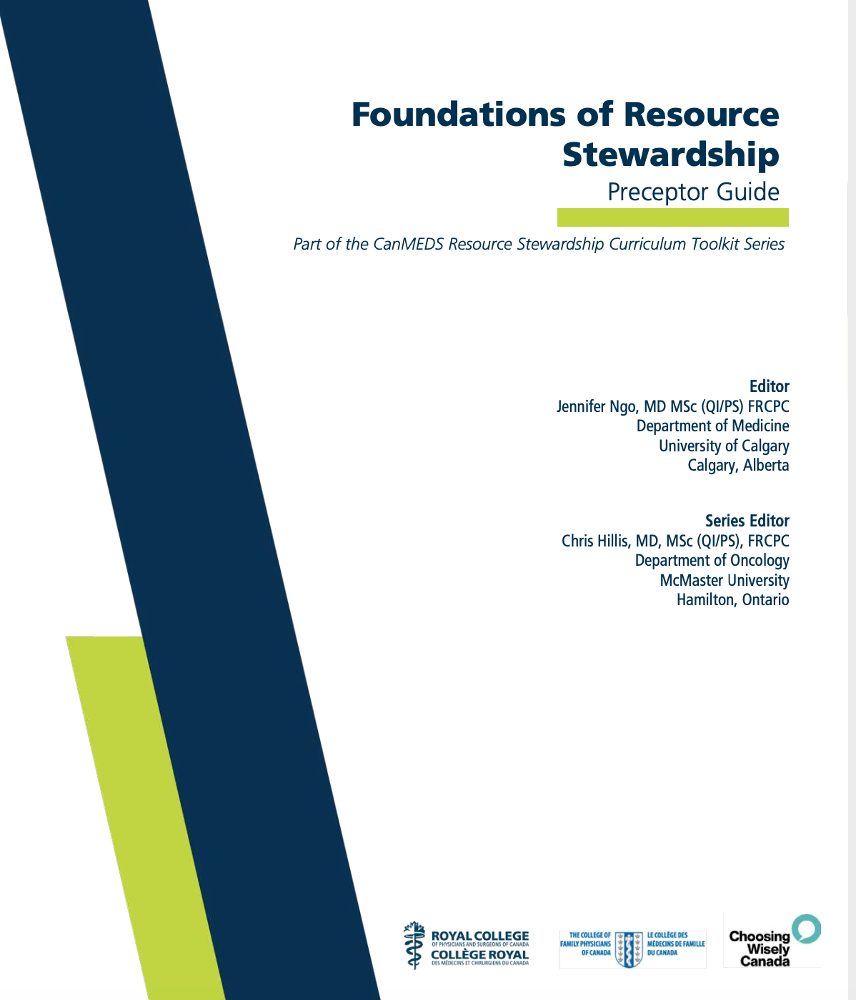 Foundations of Resource
Stewardship
Preceptor Guide
Part of the CanMEDS Resource Stewardship Curriculum Toolkit Series
Editor
Jennifer Ngo, MD MSc (QI/PS) FRCPC
Department of Medicine
University of Calgary
Calgary, Alberta
Series Editor
Chris Hillis, MD, MSc (QI/PS), FRCPC
Department of Oncology
McMaster University
Hamilton, Ontario
ROYAL COLLEGE
OF PHYSICIANS AND SURGEONS OF CANADA
COLLÈGE ROYAL
DES MÉDECINS ET CHIRURGIENS DU CANADA
THE COLLEGE OF
FAMILY PHYSICIANS
OF CANADA
LE COLLÈGE DES
MÉDECINS DE FAMILLE
DU CANADA
Choosing
Wisely
Canada